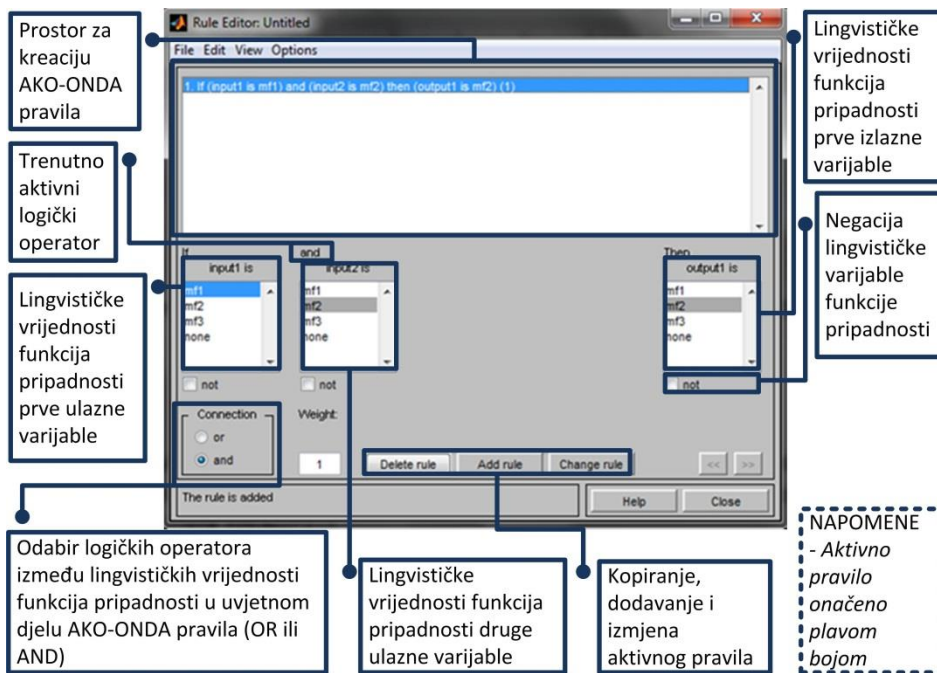 Prostor za
kreaciju
AKO-ONDA
pravila
Trenutno
aktivni
logički
operator
Lingvističke
vrijednosti
funkcija
pripadnosti
prve ulazne
varijable
Rule Editor: Untitled
File Edit View Options
1. If (input1 is mf1) and (input2 is mf2) then (output1 is mf2) (1)
If
and
Then
input1 is
input2 is
output1 is
mf1
mf2
mf3
none
mf1
mf2
mf3
none
mf1
mf2
mf3
none
not
not
not
Connection
or
and
Weight:
1
Delete rule
Add rule
Change rule
<<
>>
The rule is added
Help
Close
Lingvističke
vrijednosti
funkcija
pripadnosti
prve izlazne
varijable
Negacija
lingvističke
varijable
funkcije
pripadnosti
Odabir logičkih operatora
između lingvističkih vrijednosti
funkcija pripadnosti u uvjetnom
djelu AKO-ONDA pravila (OR ili
AND)
Lingvističke
vrijednosti funkcija
pripadnosti druge
ulazne varijable
Kopiranje,
dodavanje i
izmjena
aktivnog pravila
NAPOMENE
- Aktivno
pravilo
onačeno
plavom
bojom